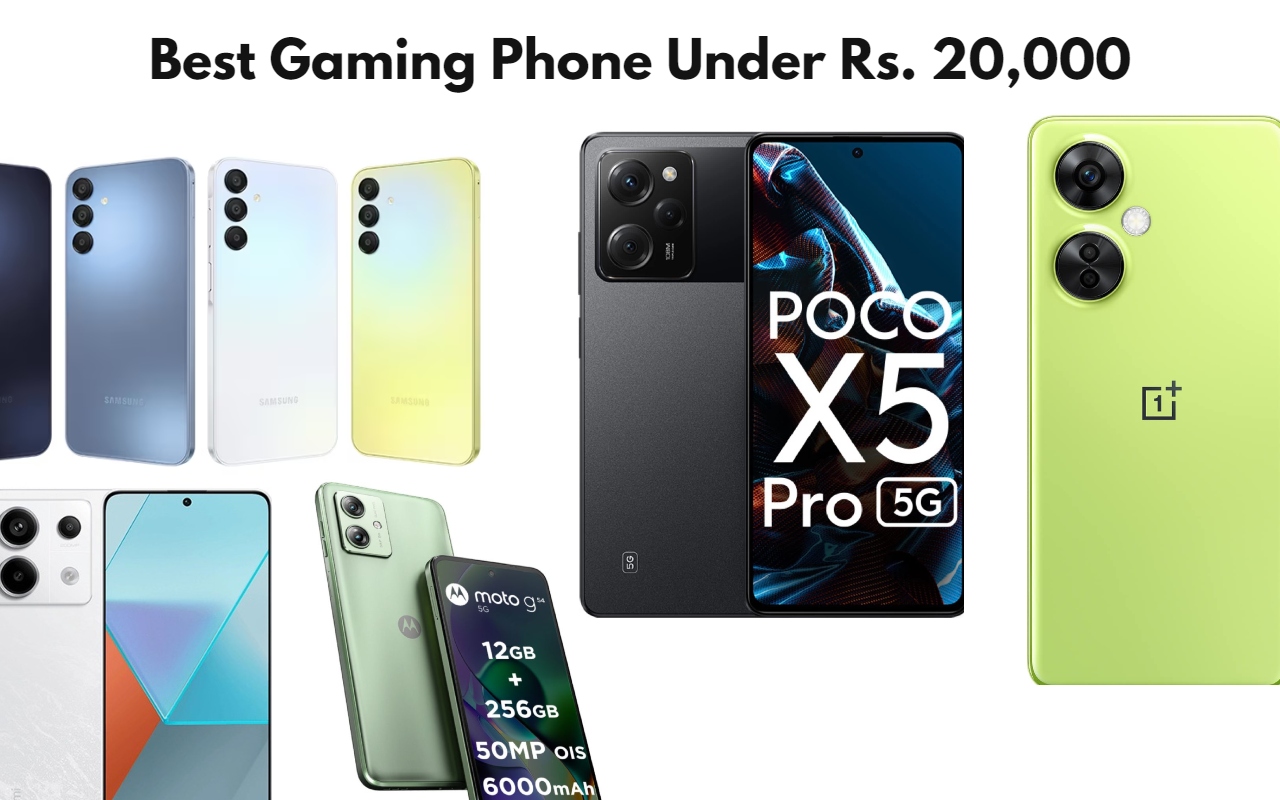 Best Gaming Phone Under Rs. 20,000
SAMSUNG
SAMSUNG
SAMSUNG
POCO
X5
Pro 5G
5G
1+
moto g54
5G
12GB
+
256GB
50MP OIS
6000mAh